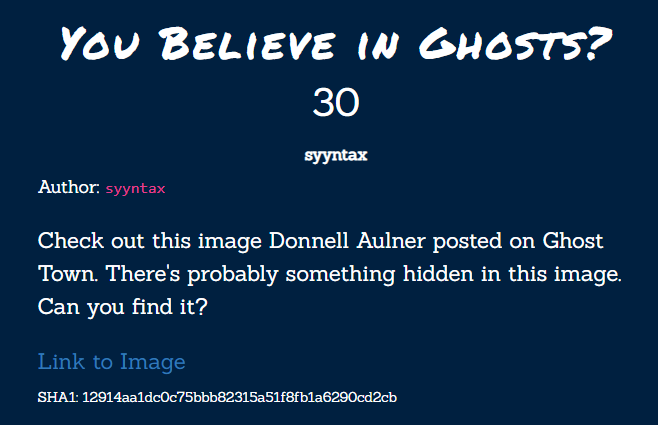 You Believe in Ghosts?
30
syyntax
Author: syyntax
Check out this image Donnell Aulner posted on Ghost
Town. There's probably something hidden in this image.
Can you find it?
Link to Image
SHA1: 12914aa1dc0c75bbb82315a51f8fb1a6290cd2cb